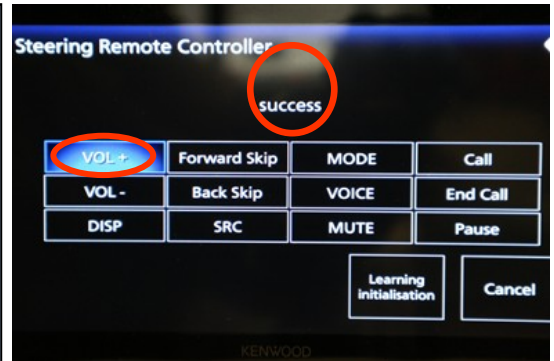 Steering Remote Controller
success
VOL + Forward Skip MODE Call
VOL - Back Skip VOICE End Call
DISP SRC MUTE Pause
Learning
initialisation
Cancel
KENWOOD